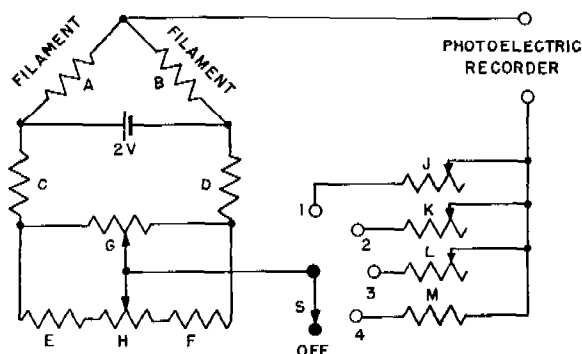 FILAMENT
FILAMENT
A
B
2V
C
D
G
E
H
F
PHOTOELECTRIC
RECORDER
J
1
K
2
L
3
M
4
S
OFF